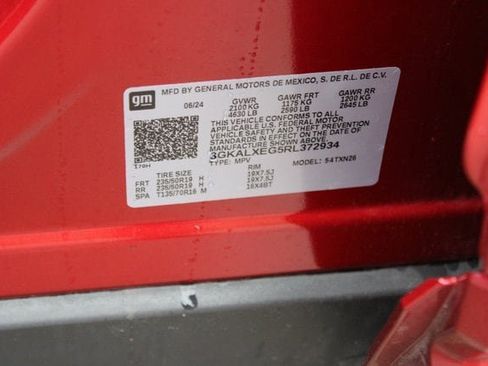 gm
MFD BY GENERAL MOTORS DE MEXICO, S. DE R.L. DE C.V.
06/24 GVWR GAWR FRT GAWR RR
2100 KG 1175 KG 1200 KG
4630 LB 2590 LB 2645 LB
THIS VEHICLE CONFORMS TO ALL
APPLICABLE U.S. FEDERAL MOTOR
VEHICLE SAFETY AND THEFT PREVENTION
STANDARDS IN EFFECT ON THE DATE OF
MANUFACTURE SHOWN ABOVE.
3GKALXEG5RL372934
TYPE: MPV MODEL: 54TXN26
TIRE SIZE RIM
FRT 235/50R19 H 19X7.5J
RR 235/50R19 H 19X7.5J
SPA T135/70R16 M 16X4BT